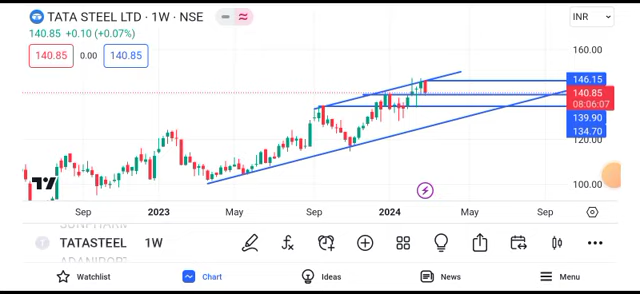 TATA STEEL LTD · 1W · NSE
INR
140.85 +0.10 (+0.07%)
140.85 0.00 140.85
160.00
146.15
140.85
08:06:07
139.90
134.70
120.00
100.00
Sep 2023 May Sep 2024 May Sep
TATASTEEL 1W
Watchlist Chart Ideas News Menu